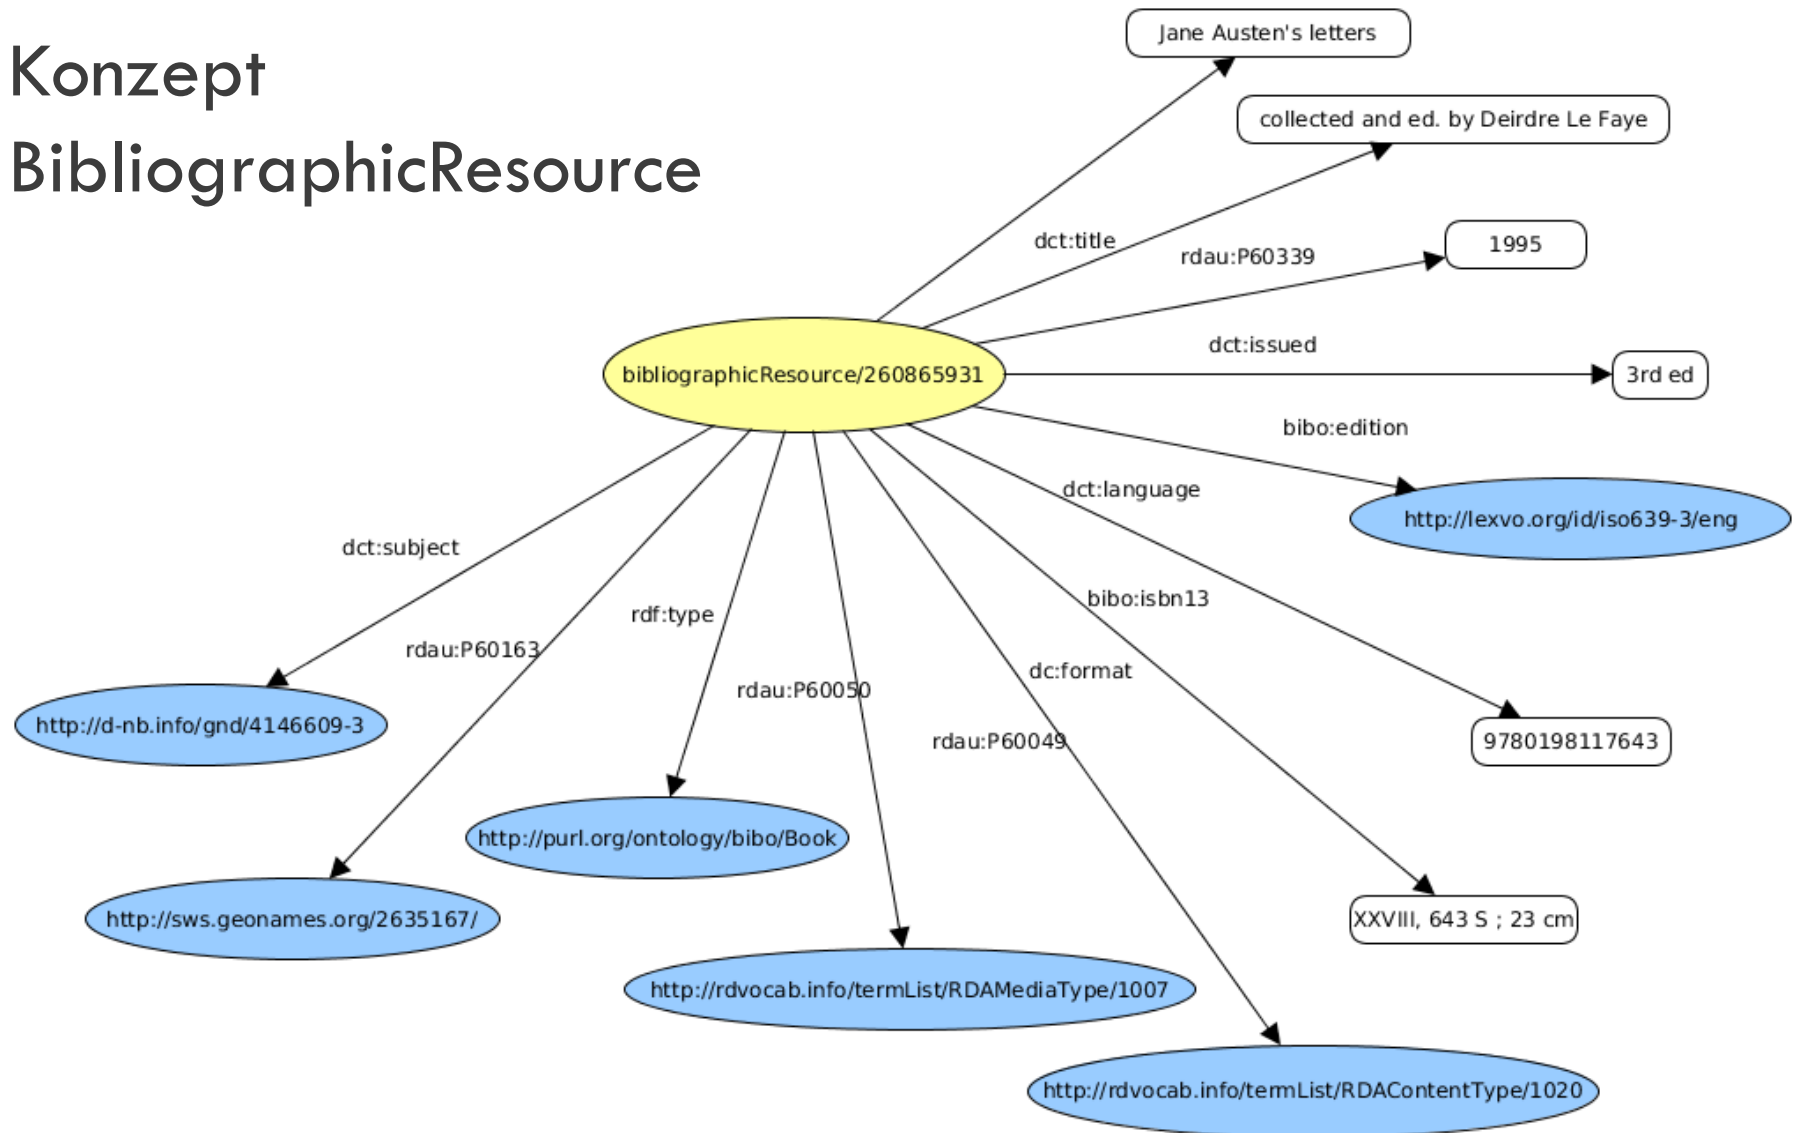 Konzept
BibliographicResource
Jane Austen's letters
collected and ed. by Deirdre Le Faye
dct:title
rdau:P60339
1995
dct:issued
bibliographicResource/260865931
3rd ed
bibo:edition
dct:language
http://lexvo.org/id/iso639-3/eng
dct:subject
bibo:isbn13
rdf:type
rdau:P60163
dc:format
rdau:P60050
http://d-nb.info/gnd/4146609-3
rdau:P60049
9780198117643
http://purl.org/ontology/bibo/Book
http://sws.geonames.org/2635167/
XXVIII, 643 S ; 23 cm
http://rdvocab.info/termList/RDAMediaType/1007
http://rdvocab.info/termList/RDAContentType/1020